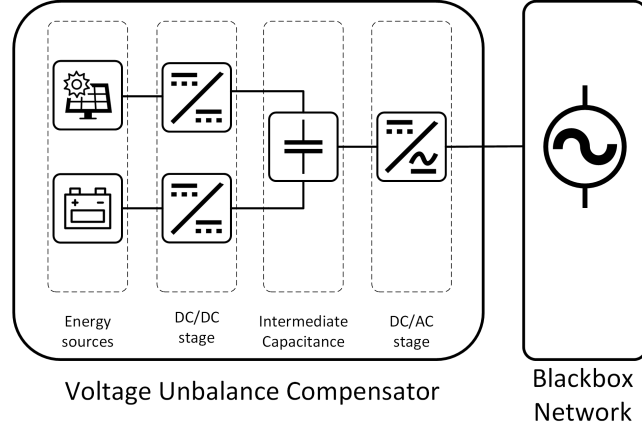 Energy
sources
DC/DC
stage
Intermediate
Capacitance
DC/AC
stage
Voltage Unbalance Compensator
Blackbox
Network